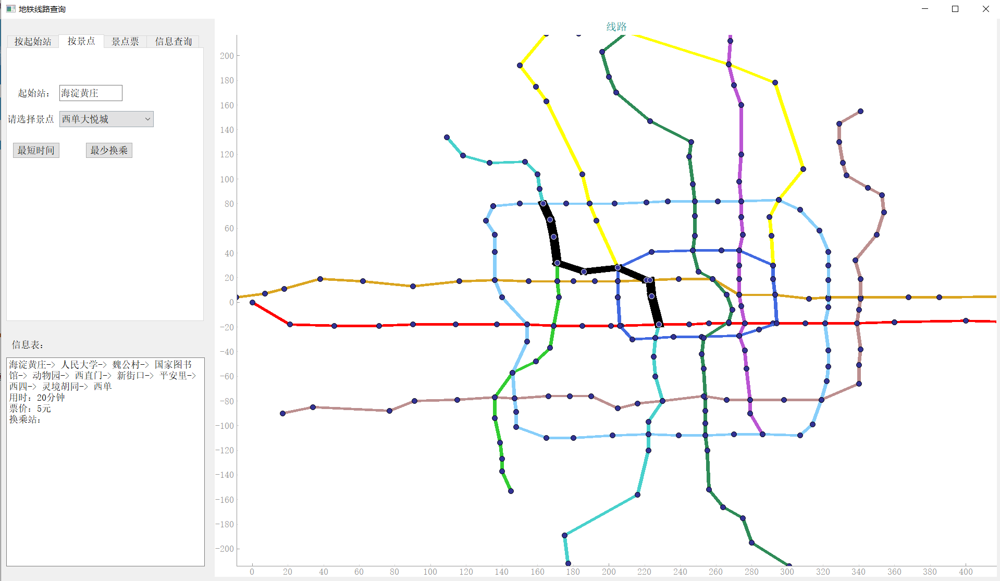 地铁线路查询
按起始站 按景点 景点票 信息查询
起始站： 海淀黄庄
请选择景点 西单大悦城
最短时间 最少换乘
信息表：
海淀黄庄-> 人民大学-> 魏公村-> 国家图书
馆-> 动物园-> 西直门-> 新街口-> 平安里->
西四-> 灵境胡同-> 西单
用时：20分钟
票价：5元
换乘站：
线路
200
180
160
140
120
100
80
60
40
20
0
-20
-40
-60
-80
-100
-120
-140
-160
-180
-200
0 20 40 60 80 100 120 140 160 180 200 220 240 260 280 300 320 340 360 380 400